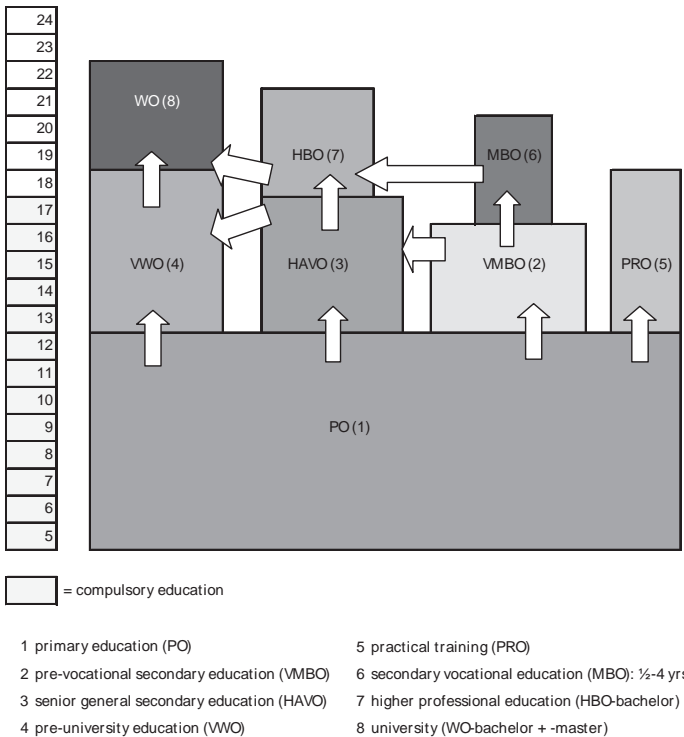 24
23
22
21
20
19
18
17
16
15
14
13
12
11
10
9
8
7
6
5
WO (8)
HBO (7)
MBO (6)
VWO (4)
HAVO (3)
VMBO (2)
PRO (5)
PO (1)
= compulsory education
1 primary education (PO)
2 pre-vocational secondary education (VMBO)
3 senior general secondary education (HAVO)
4 pre-university education (VWO)
5 practical training (PRO)
6 secondary vocational education (MBO): ½-4 yrs
7 higher professional education (HBO-bachelor)
8 university (WO-bachelor + -master)